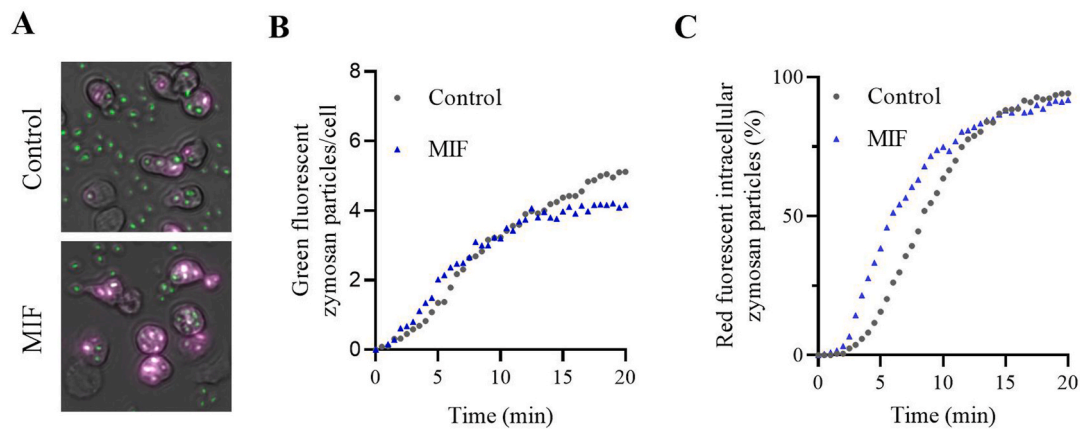 A
Control
MIF
B
Green fluorescent
zymosan particles/cell
8
6
4
2
0
0 5 10 15 20
Time (min)
Control
MIF
C
Red fluorescent intracellular
zymosan particles (%)
100
50
0
0 5 10 15 20
Time (min)
Control
MIF